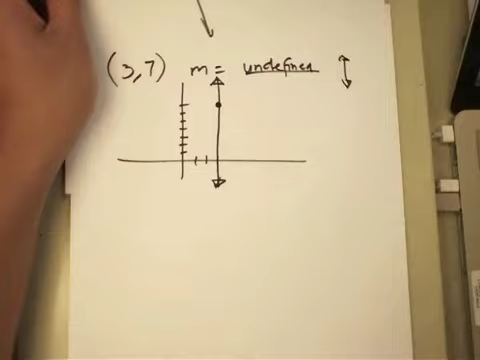 (3,7) m = undefined